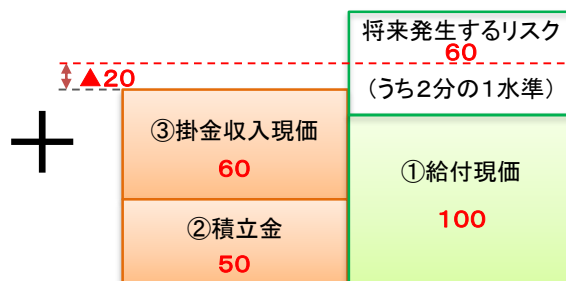 将来発生するリスク
60
（うち２分の１水準）
▲20
＋
③掛金収入現価
60
①給付現価
100
②積立金
50